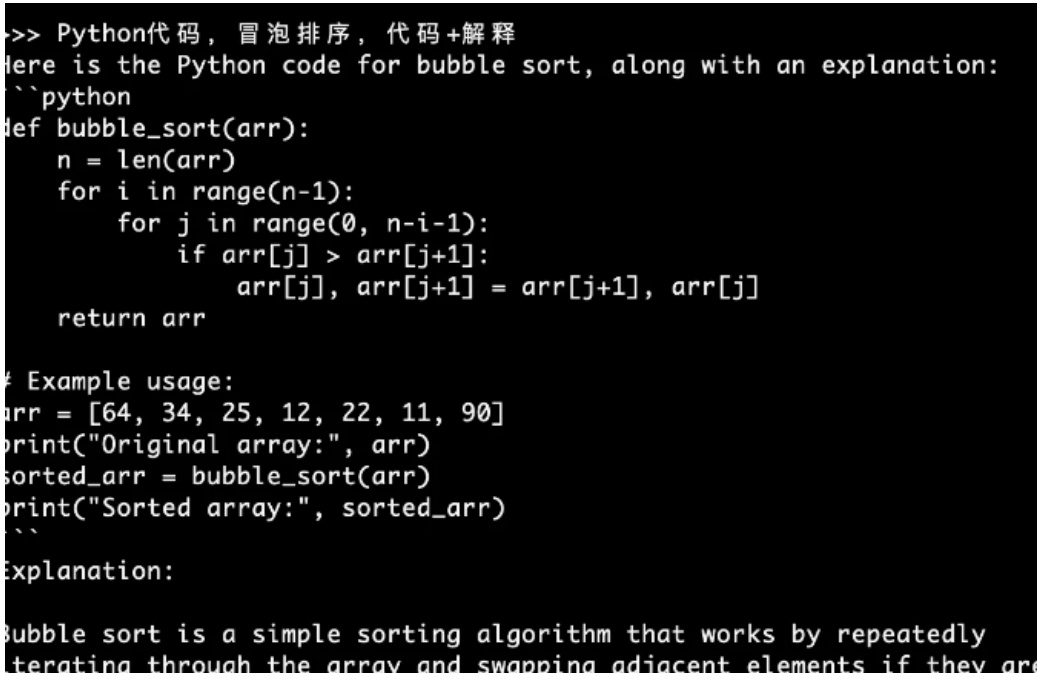 >>> Python代码, 冒泡排序, 代码+解释
Here is the Python code for bubble sort, along with an explanation:
```python
def bubble_sort(arr):
    n = len(arr)
    for i in range(n-1):
        for j in range(0, n-i-1):
            if arr[j] > arr[j+1]:
                arr[j], arr[j+1] = arr[j+1], arr[j]
    return arr

# Example usage:
arr = [64, 34, 25, 12, 22, 11, 90]
print("Original array:", arr)
sorted_arr = bubble_sort(arr)
print("Sorted array:", sorted_arr)
```
Explanation:

Bubble sort is a simple sorting algorithm that works by repeatedly
iterating through the array and swapping adjacent elements if they are